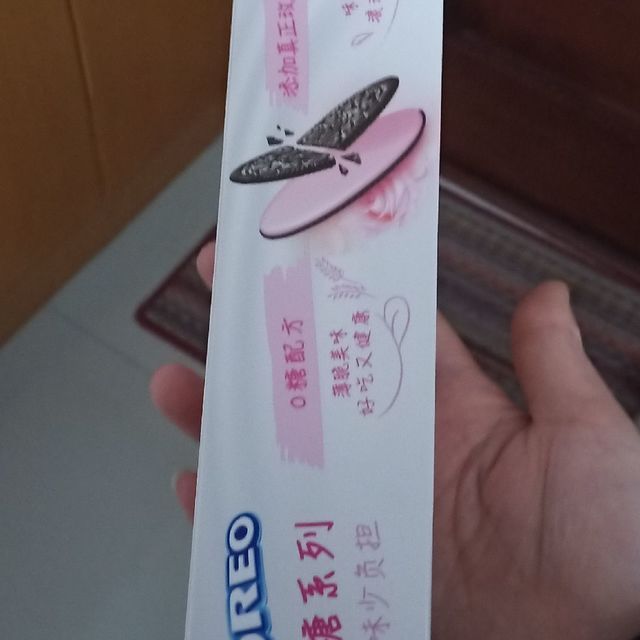 添加真正玫
0糖配方
薄脆美味
好吃又健康
OREO
糖系列
味少负担